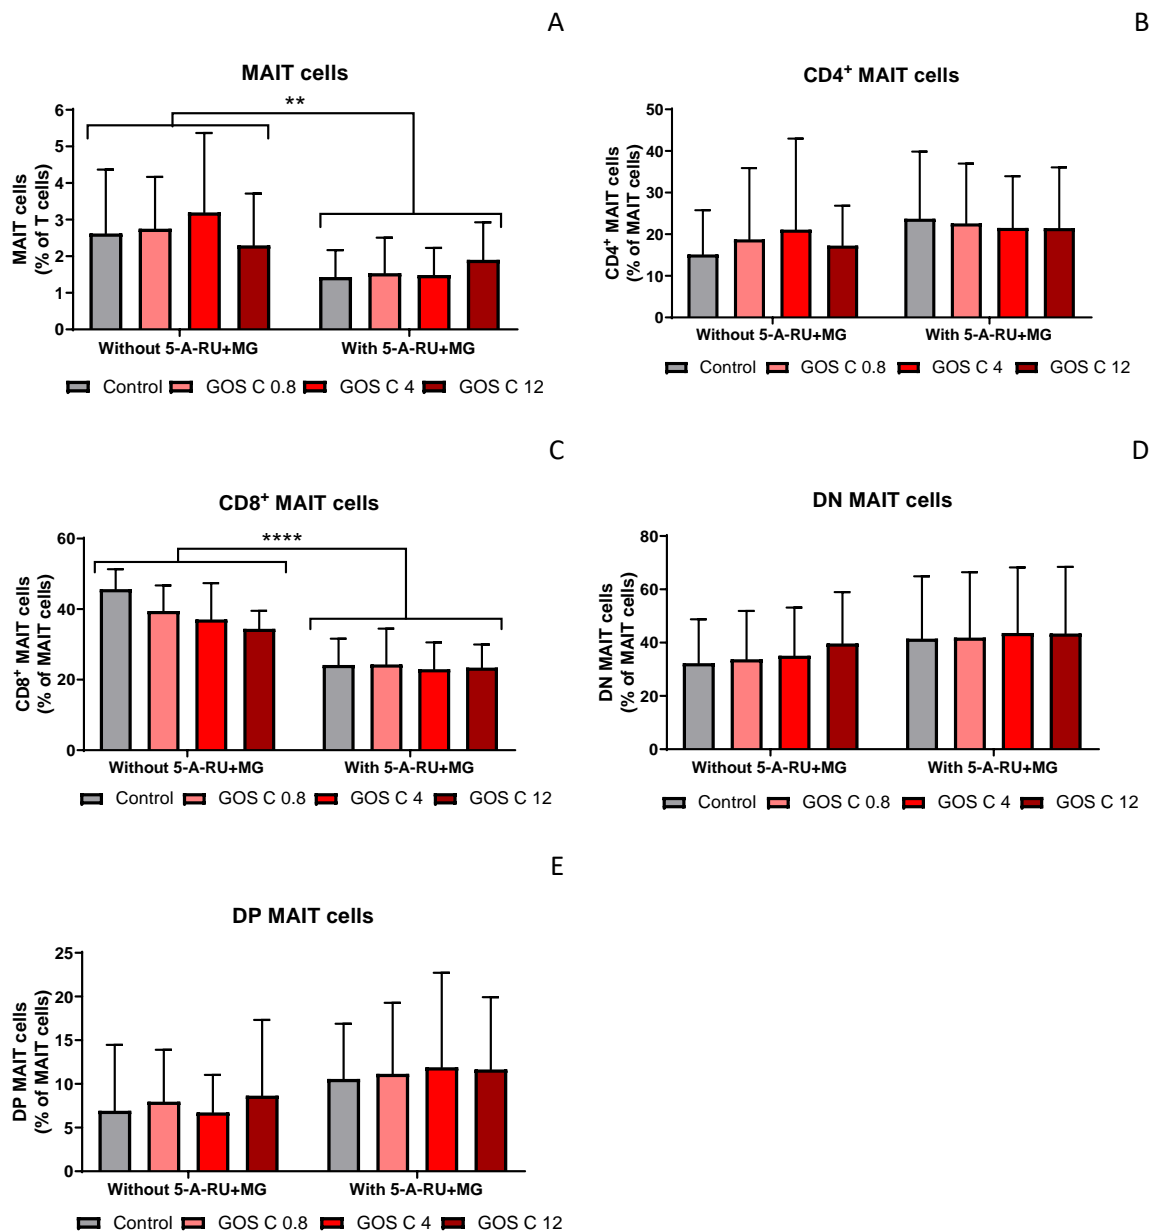 A
MAIT cells
**
MAIT cells
(% of T cells)
6
5
4
3
2
1
0
Without 5-A-RU+MG
With 5-A-RU+MG
Control
GOS C 0.8
GOS C 4
GOS C 12
B
CD4⁺ MAIT cells
CD4⁺ MAIT cells
(% of MAIT cells)
50
40
30
20
10
0
Without 5-A-RU+MG
With 5-A-RU+MG
Control
GOS C 0.8
GOS C 4
GOS C 12
C
CD8⁺ MAIT cells
****
CD8⁺ MAIT cells
(% of MAIT cells)
60
40
20
0
Without 5-A-RU+MG
With 5-A-RU+MG
Control
GOS C 0.8
GOS C 4
GOS C 12
D
DN MAIT cells
DN MAIT cells
(% of MAIT cells)
80
60
40
20
0
Without 5-A-RU+MG
With 5-A-RU+MG
Control
GOS C 0.8
GOS C 4
GOS C 12
E
DP MAIT cells
DP MAIT cells
(% of MAIT cells)
25
20
15
10
5
0
Without 5-A-RU+MG
With 5-A-RU+MG
Control
GOS C 0.8
GOS C 4
GOS C 12